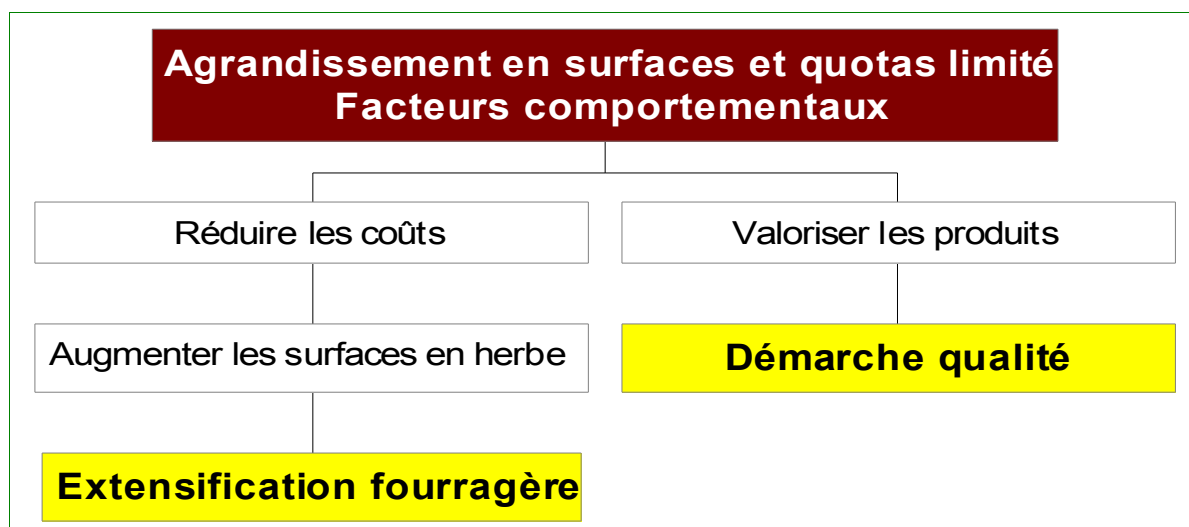 Agrandissement en surfaces et quotas limité
Facteurs comportementaux
Réduire les coûts
Valoriser les produits
Augmenter les surfaces en herbe
Démarche qualité
Extensification fourragère